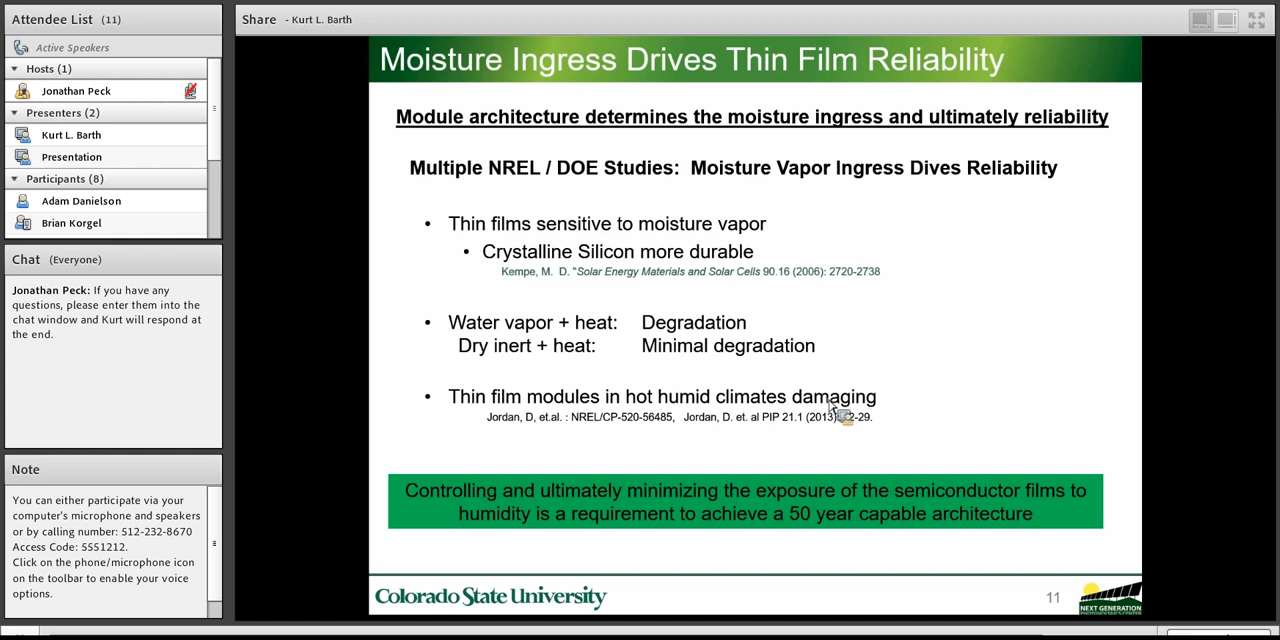 Attendee List (11)
Active Speakers
Hosts (1)
Jonathan Peck
Presenters (2)
Kurt L. Barth
Presentation
Participants (8)
Adam Danielson
Brian Korgel
Chat (Everyone)
Jonathan Peck: If you have any
questions, please enter them into the
chat window and Kurt will respond at
the end.
Note
You can either participate via your
computer's microphone and speakers
or by calling number: 512-232-8670
Access Code: 5551212.
Click on the phone/microphone icon
on the toolbar to enable your voice
options.
Share - Kurt L. Barth
Moisture Ingress Drives Thin Film Reliability
Module architecture determines the moisture ingress and ultimately reliability
Multiple NREL / DOE Studies: Moisture Vapor Ingress Dives Reliability
• Thin films sensitive to moisture vapor
• Crystalline Silicon more durable
Kempe, M. D. "Solar Energy Materials and Solar Cells 90.16 (2006): 2720-2738
• Water vapor + heat: Degradation
Dry inert + heat: Minimal degradation
• Thin film modules in hot humid climates damaging
Jordan, D, et.al. : NREL/CP-520-56485, Jordan, D. et. al PIP 21.1 (2013) 2-29.
Controlling and ultimately minimizing the exposure of the semiconductor films to
humidity is a requirement to achieve a 50 year capable architecture
Colorado State University
11
NEXT GENERATION
PHOTOVOLTAICS CENTER